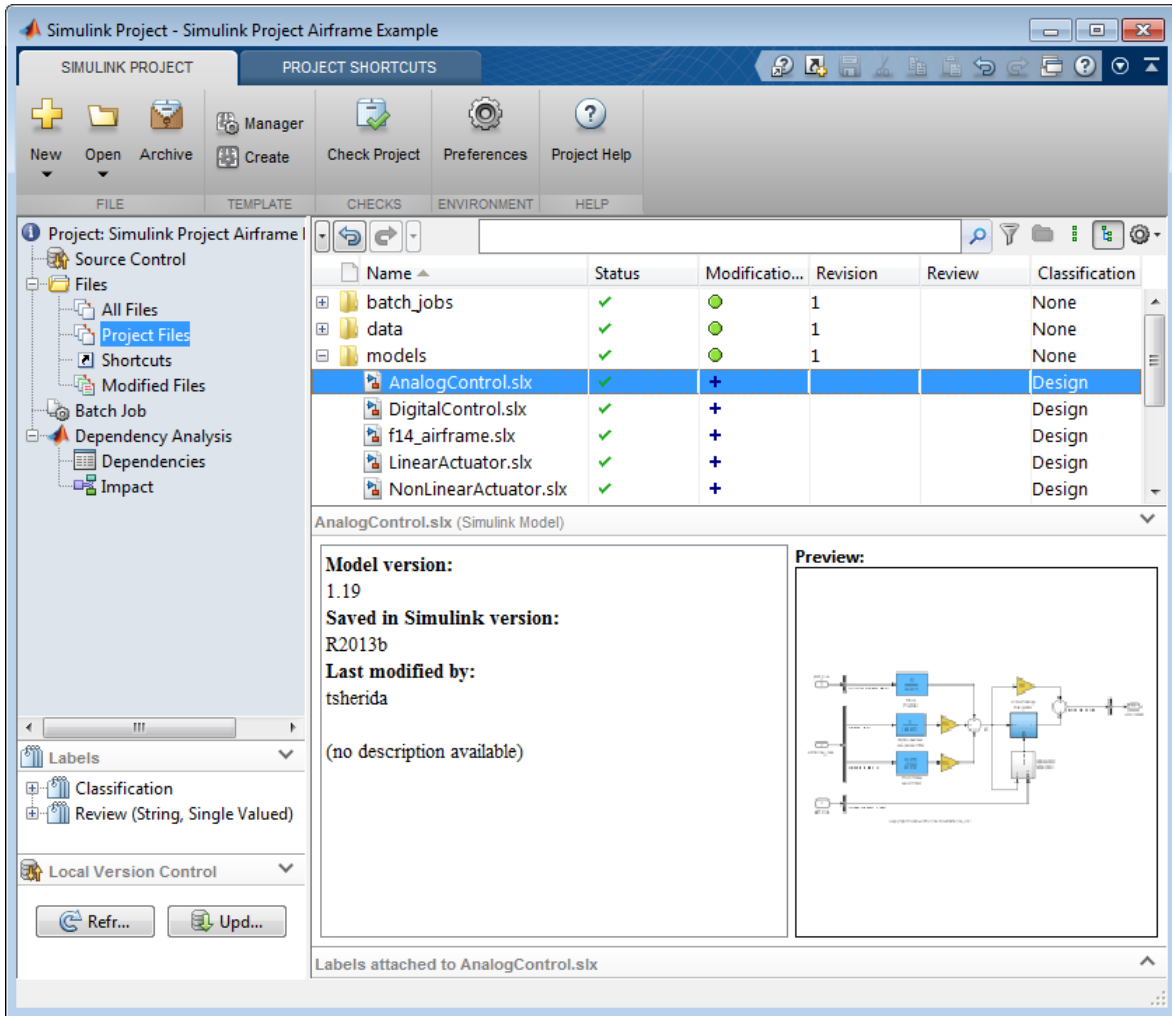 Simulink Project - Simulink Project Airframe Example
SIMULINK PROJECT
PROJECT SHORTCUTS
New
Open
Archive
Manager
Create
Check Project
Preferences
Project Help
FILE
TEMPLATE
CHECKS
ENVIRONMENT
HELP
Project: Simulink Project Airframe
Source Control
Files
All Files
Project Files
Shortcuts
Modified Files
Batch Job
Dependency Analysis
Dependencies
Impact
Labels
Classification
Review (String, Single Valued)
Local Version Control
Refr...
Upd...
Name Status Modificatio... Revision Review Classification
batch_jobs 1 None
data 1 None
models 1 None
AnalogControl.slx Design
DigitalControl.slx Design
f14_airframe.slx Design
LinearActuator.slx Design
NonLinearActuator.slx Design
AnalogControl.slx (Simulink Model)
Model version:
1.19
Saved in Simulink version:
R2013b
Last modified by:
tsherida
(no description available)
Preview:
Labels attached to AnalogControl.slx